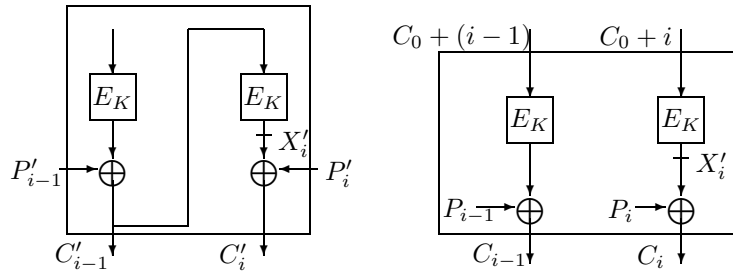 C_0 + (i − 1) C_0 + i
E_K E_K E_K E_K
X'_i X'_i
P'_{i−1} P'_i P_{i−1} P_i
C'_{i−1} C'_i C_{i−1} C_i